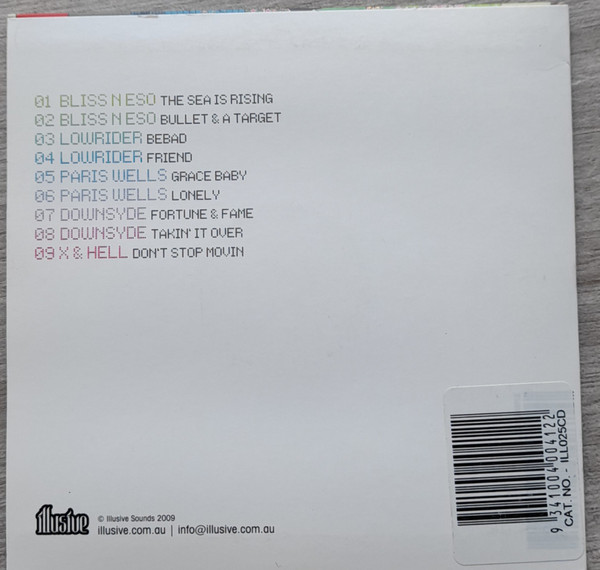 01 BLISS N ESO THE SEA IS RISING
02 BLISS N ESO BULLET & A TARGET
03 LOWRIDER BEBAD
04 LOWRIDER FRIEND
05 PARIS WELLS GRACE BABY
06 PARIS WELLS LONELY
07 DOWNSYDE FORTUNE & FAME
08 DOWNSYDE TAKIN' IT OVER
09 X & HELL DON'T STOP MOVIN
9 341004 004122
CAT. NO. - ILL025CD
illusive
© Illusive Sounds 2009
illusive.com.au | info@illusive.com.au